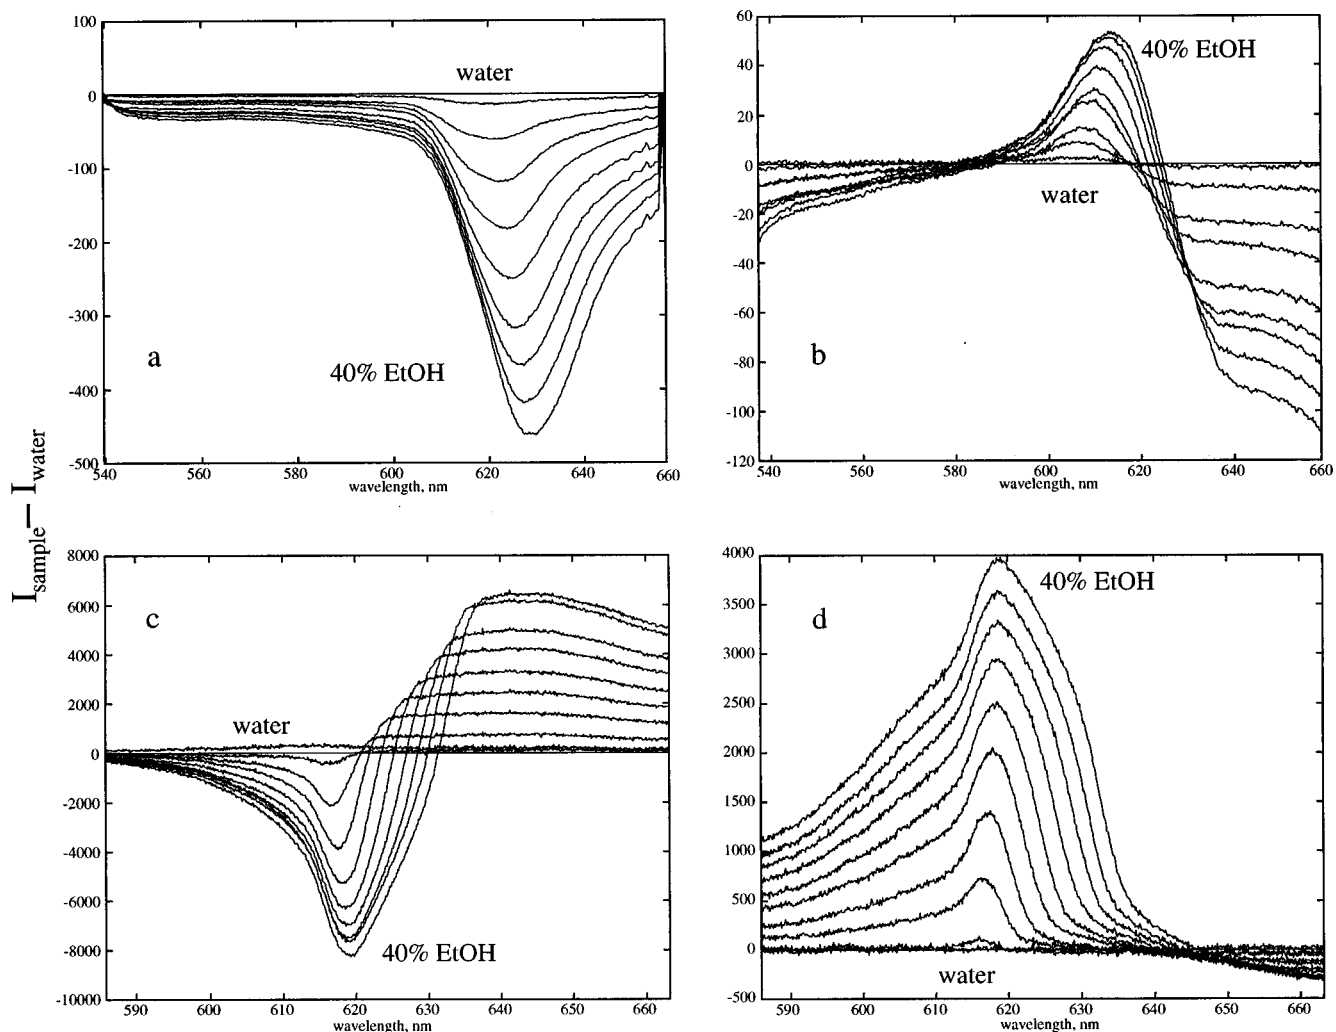 I sample — I water
100
0
-100
-200
-300
-400
-500
water
a
40% EtOH
540 560 580 600 620 640 660
wavelength, nm
60
40
20
0
-20
-40
-60
-80
-100
-120
40% EtOH
water
b
540 560 580 600 620 640 660
wavelength, nm
8000
6000
4000
2000
0
-2000
-4000
-6000
-8000
-10000
c
water
40% EtOH
590 600 610 620 630 640 650 660
wavelength, nm
4000
3500
3000
2500
2000
1500
1000
500
0
-500
40% EtOH
d
water
590 600 610 620 630 640 650 660
wavelength, nm